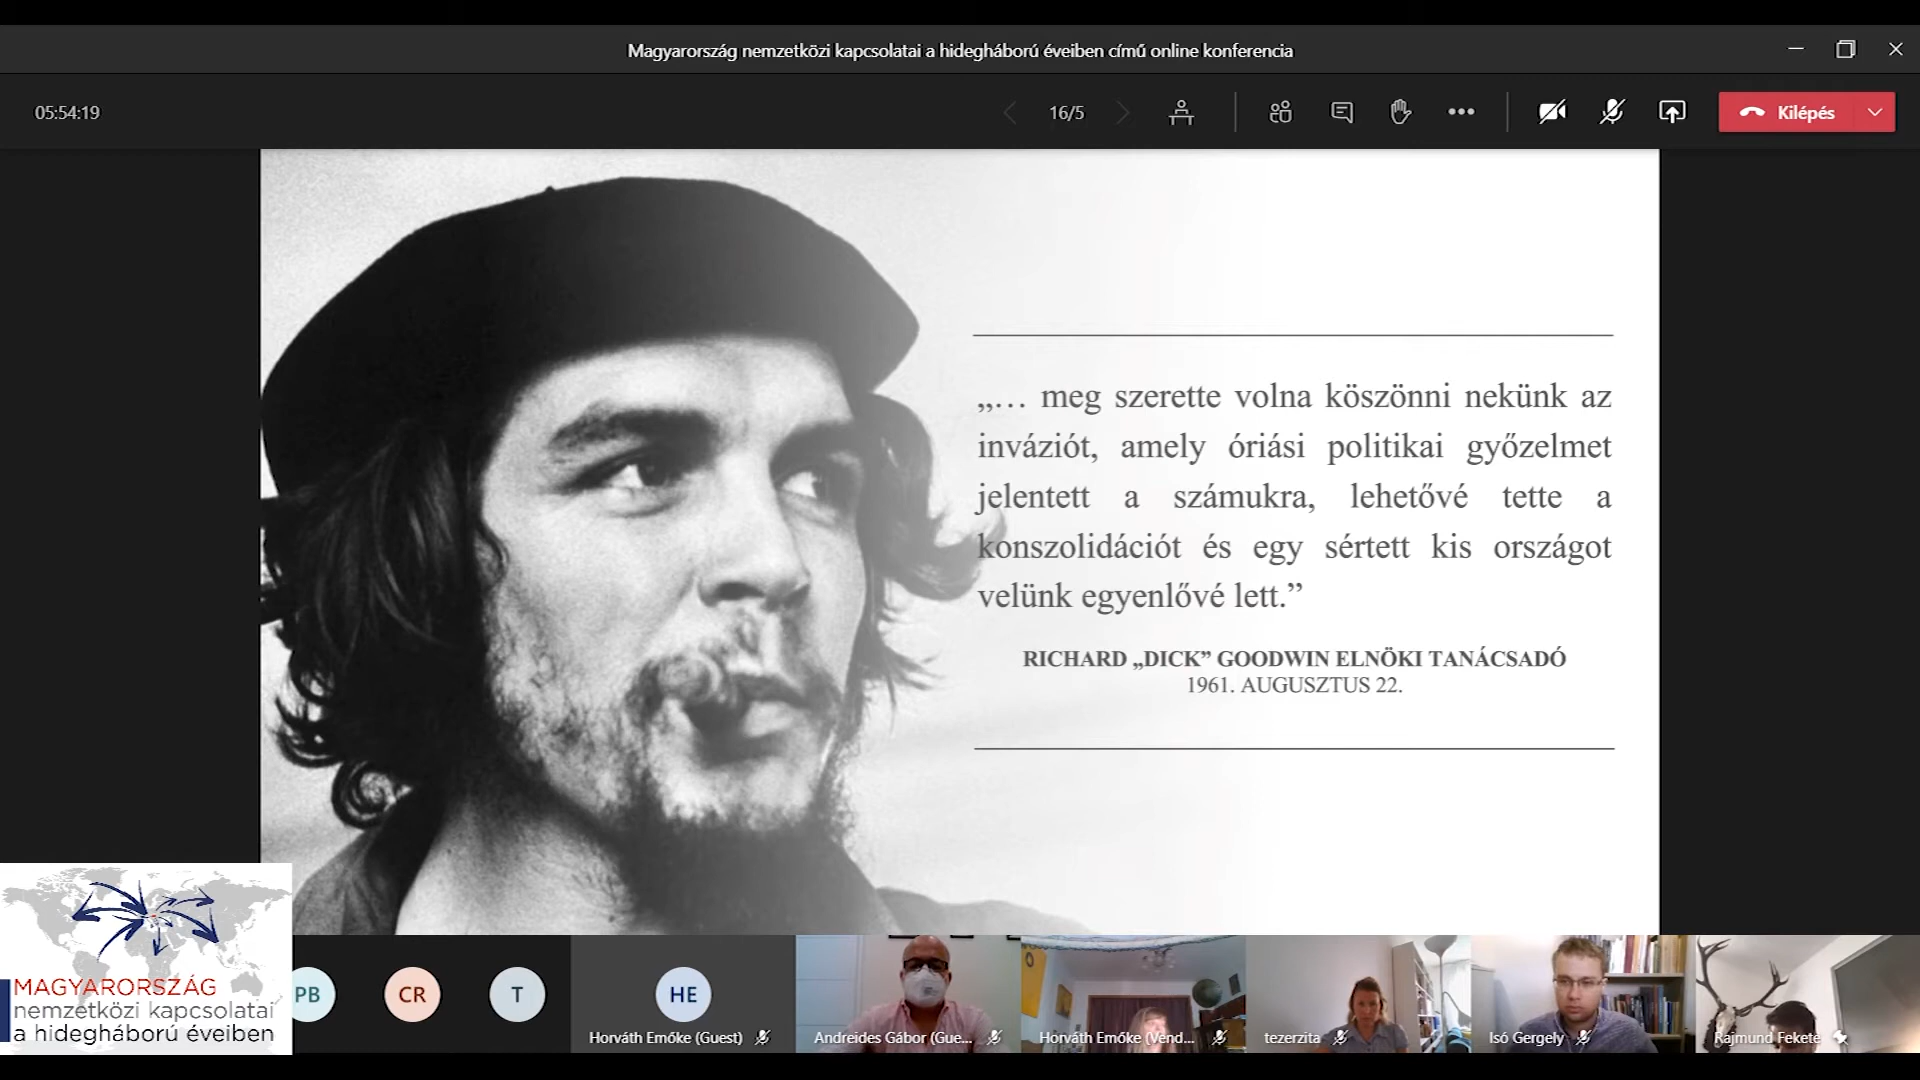 Magyarország nemzetközi kapcsolatai a hidegháború éveiben című online konferencia
05:54:19
16/5
Kilépés
„… meg szerette volna köszönni nekünk az
inváziót, amely óriási politikai győzelmet
jelentett a számukra, lehetővé tette a
konszolidációt és egy sértett kis országot
velünk egyenlővé lett.”
RICHARD „DICK” GOODWIN ELNÖKI TANÁCSADÓ
1961. AUGUSZTUS 22.
MAGYARORSZÁG
nemzetközi kapcsolatai
a hidegháború éveiben
PB
CR
T
HE
Horváth Emőke (Guest)
Andreides Gábor (Gue...
Horváth Emőke (Vend...
tezerzita
Isó Gergely
Rajmund Fekete